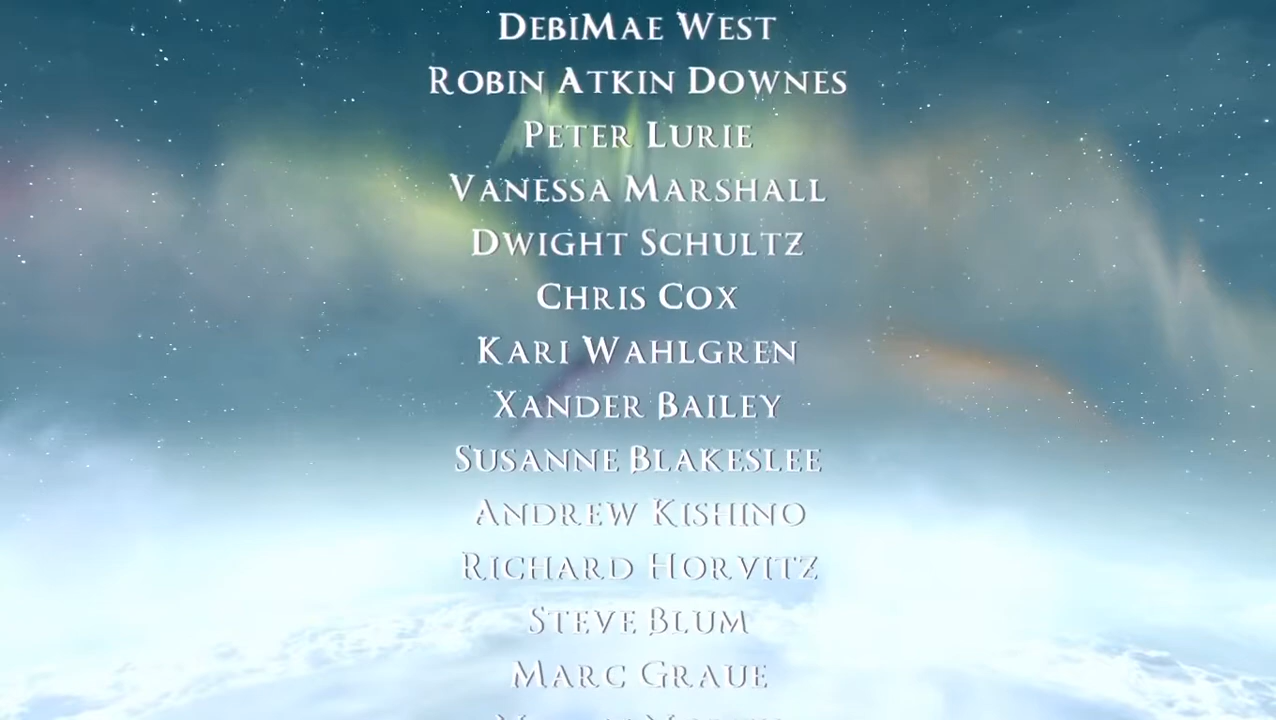 DebiMae West
Robin Atkin Downes
Peter Lurie
Vanessa Marshall
Dwight Schultz
Chris Cox
Kari Wahlgren
Xander Bailey
Susanne Blakeslee
Andrew Kishino
Richard Horvitz
Steve Blum
Marc Graue